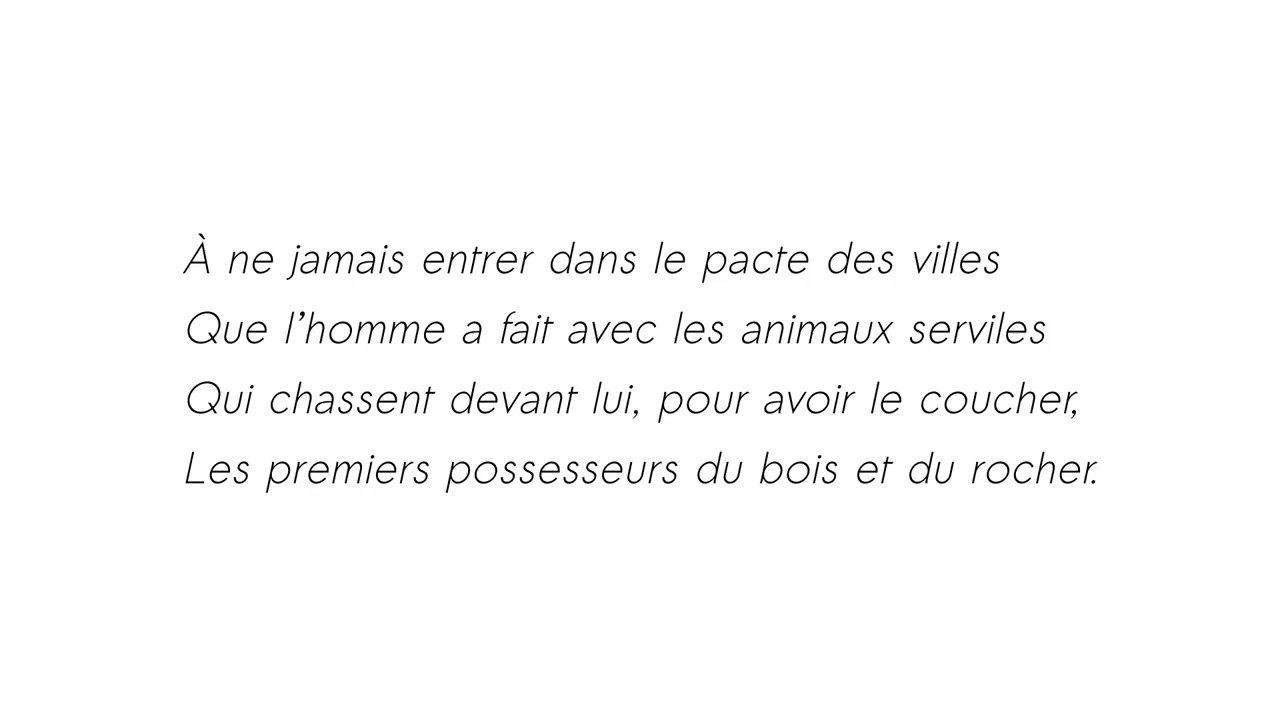 À ne jamais entrer dans le pacte des villes
Que l’homme a fait avec les animaux serviles
Qui chassent devant lui, pour avoir le coucher,
Les premiers possesseurs du bois et du rocher.